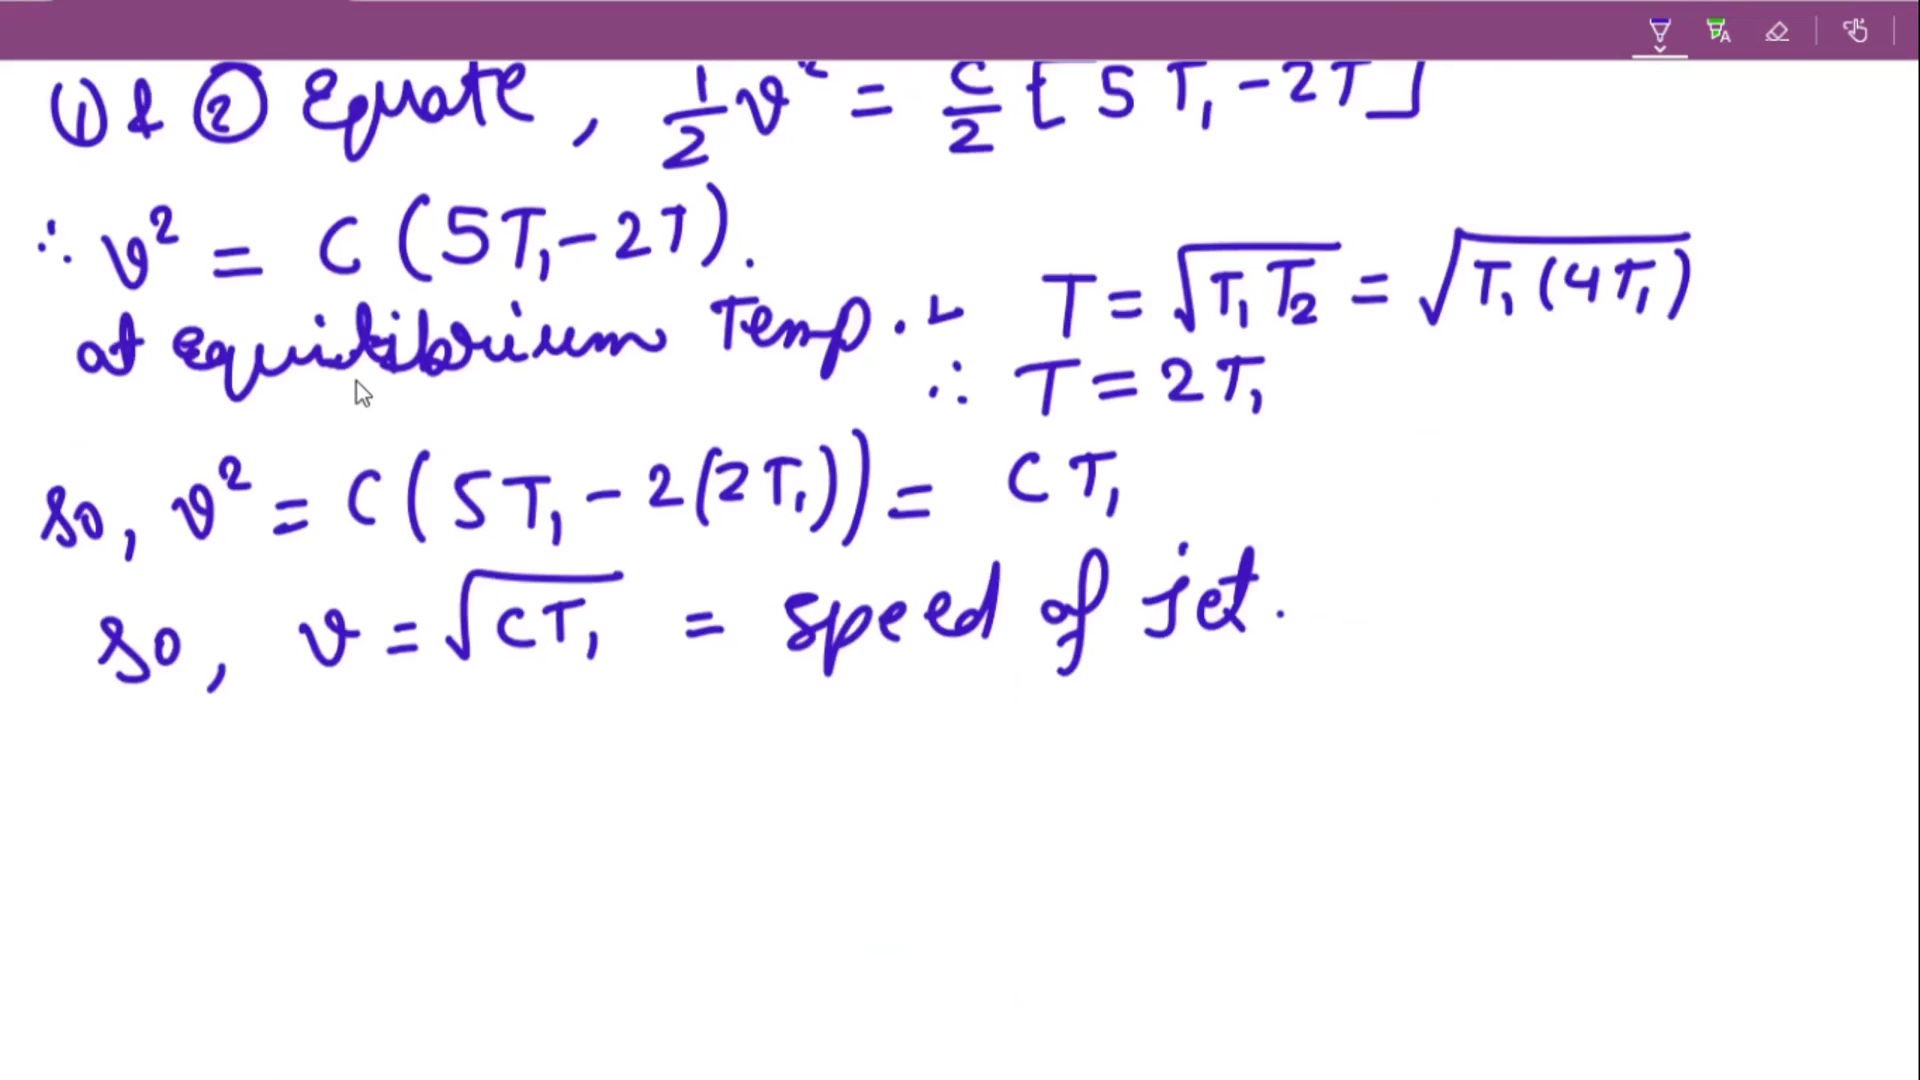 ① & ② Equate, 1/2 v² = C/2 [5T₁ - 2T]
∴ v² = C (5T₁ - 2T).
at equilibrium Temp. :- T = √(T₁T₂) = √(T₁(4T₁))
∴ T = 2T₁
so, v² = C(5T₁ - 2(2T₁)) = CT₁
so, v = √(CT₁) = speed of jet.